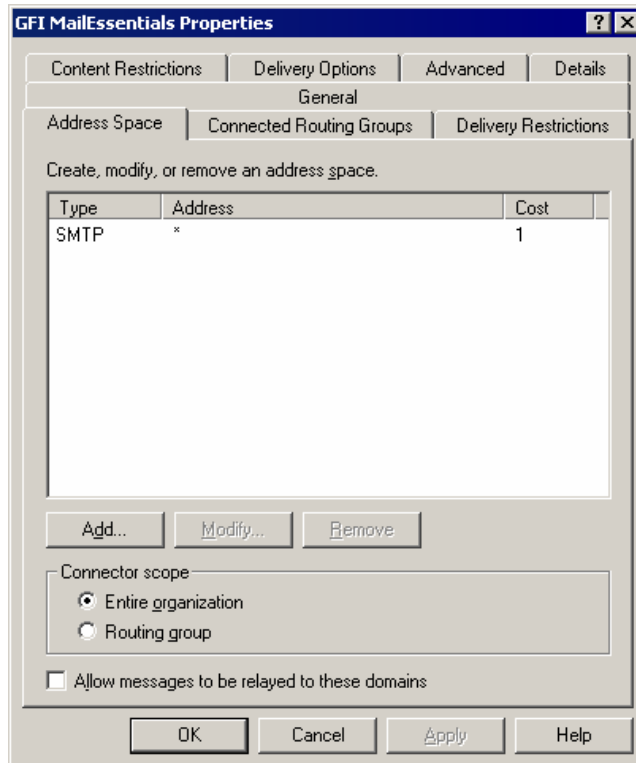 GFI MailEssentials Properties
Content Restrictions Delivery Options Advanced Details
General
Address Space Connected Routing Groups Delivery Restrictions
Create, modify, or remove an address space.
Type Address Cost
SMTP * 1
Add... Modify... Remove
Connector scope
Entire organization
Routing group
Allow messages to be relayed to these domains
OK Cancel Apply Help